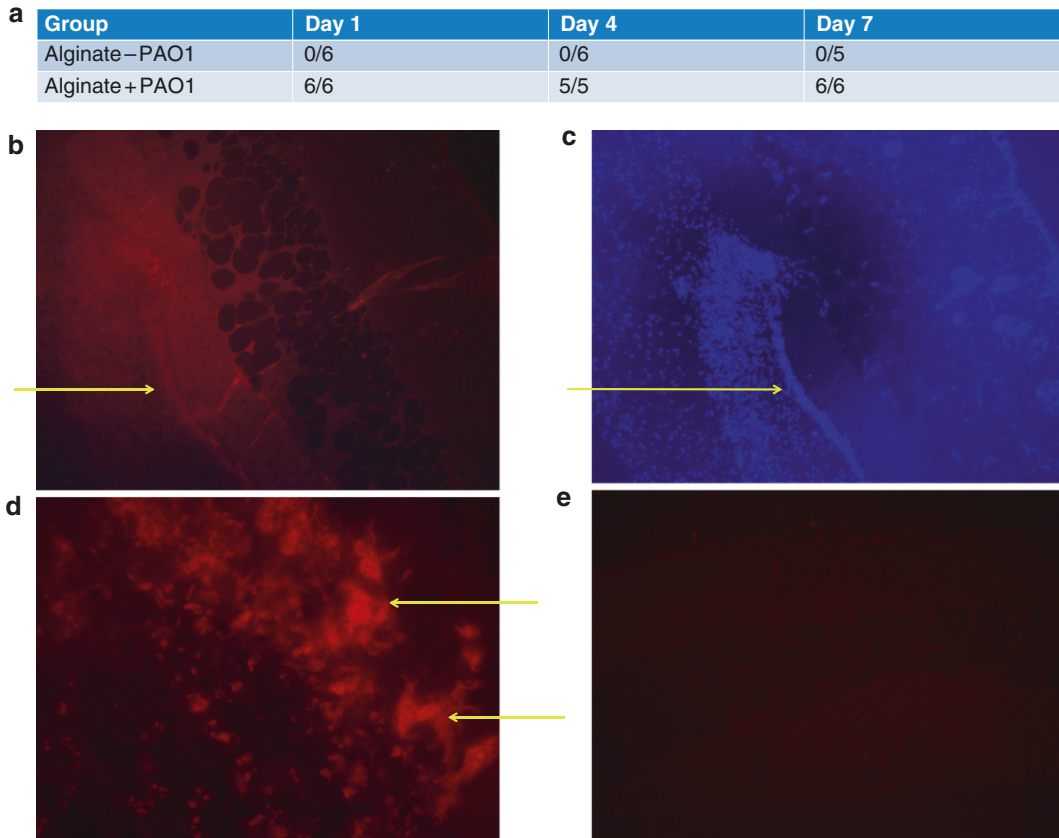 a
Group Day 1 Day 4 Day 7
Alginate–PAO1 0/6 0/6 0/5
Alginate+PAO1 6/6 5/5 6/6
b
c
d
e